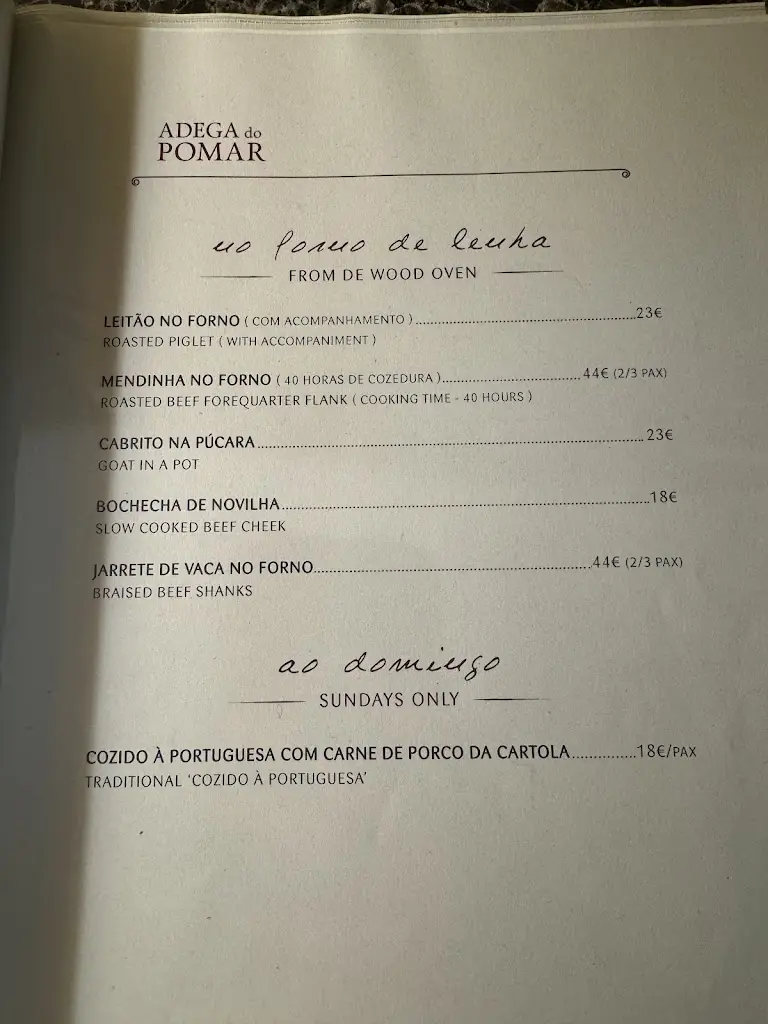 ADEGA do
POMAR
no forno de lenha
FROM DE WOOD OVEN
LEITÃO NO FORNO ( COM ACOMPANHAMENTO )..........23€
ROASTED PIGLET ( WITH ACCOMPANIMENT )
MENDINHA NO FORNO ( 40 HORAS DE COZEDURA )..........44€ (2/3 PAX)
ROASTED BEEF FOREQUARTER FLANK ( COOKING TIME - 40 HOURS )
CABRITO NA PÚCARA..........23€
GOAT IN A POT
BOCHECHA DE NOVILHA..........18€
SLOW COOKED BEEF CHEEK
JARRETE DE VACA NO FORNO..........44€ (2/3 PAX)
BRAISED BEEF SHANKS
ao domingo
SUNDAYS ONLY
COZIDO À PORTUGUESA COM CARNE DE PORCO DA CARTOLA..........18€/PAX
TRADITIONAL 'COZIDO À PORTUGUESA'